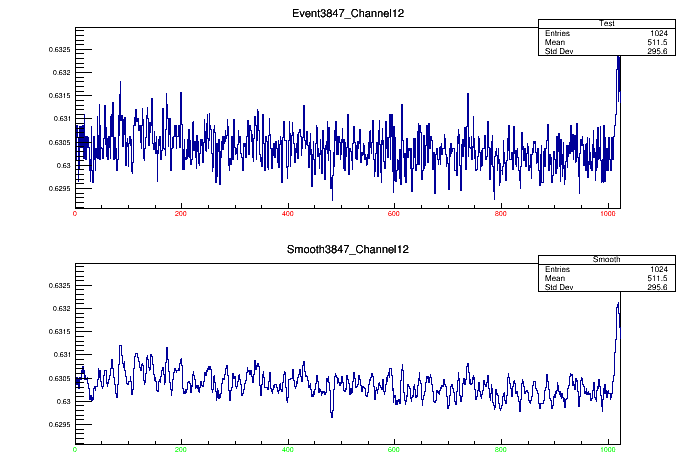 Event3847_Channel12
Test
Entries 1024
Mean 511.5
Std Dev 295.6
0.6325
0.632
0.6315
0.631
0.6305
0.63
0.6295
0 200 400 600 800 1000
Smooth3847_Channel12
Smooth
Entries 1024
Mean 511.5
Std Dev 295.6
0.632
0.6315
0.631
0.6305
0.63
0.6295
0 200 400 600 800 1000